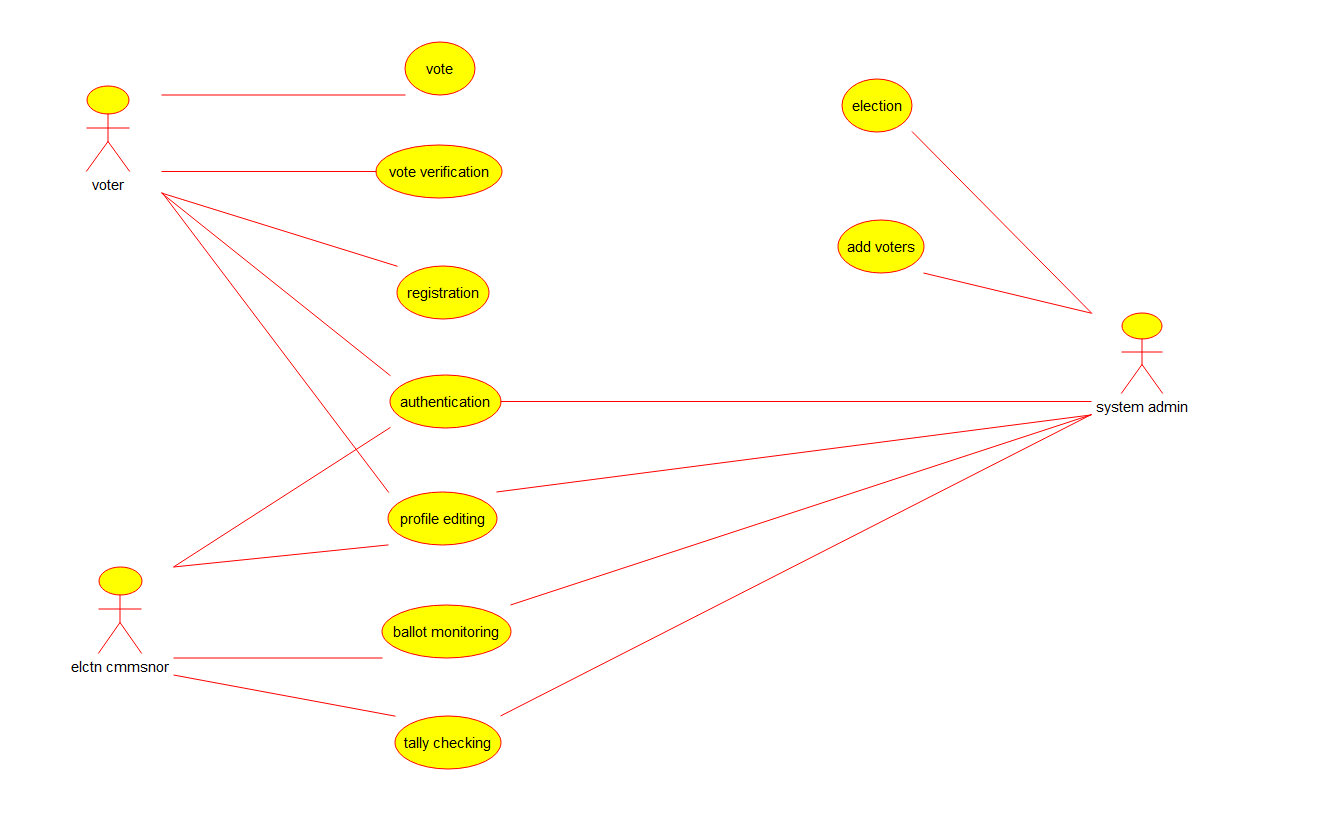 vote
election
voter
vote verification
add voters
registration
authentication
system admin
profile editing
ballot monitoring
elctn cmmsnor
tally checking